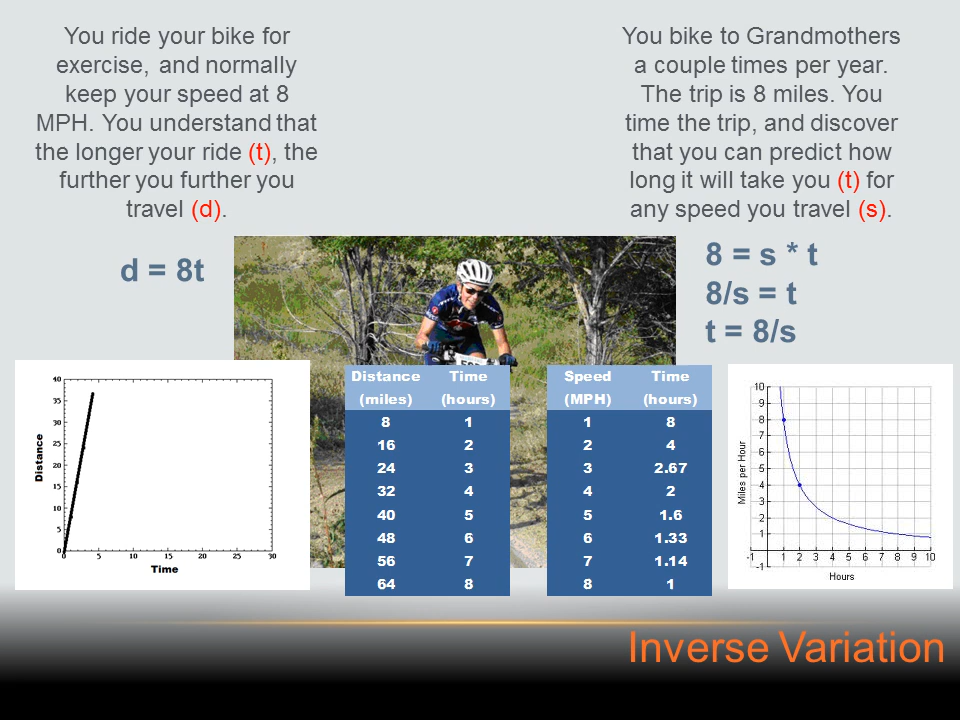 You ride your bike for
exercise, and normally
keep your speed at 8
MPH. You understand that
the longer your ride (t), the
further you further you
travel (d).
d = 8t
You bike to Grandmothers
a couple times per year.
The trip is 8 miles. You
time the trip, and discover
that you can predict how
long it will take you (t) for
any speed you travel (s).
8 = s * t
8/s = t
t = 8/s
40
35
30
25
20
15
10
5
0
0 5 10 15 20 25 30
Distance
Time
Distance Time
(miles) (hours)
8 1
16 2
24 3
32 4
40 5
48 6
56 7
64 8
Speed Time
(MPH) (hours)
1 8
2 4
3 2.67
4 2
5 1.6
6 1.33
7 1.14
8 1
10
9
8
7
6
5
4
3
2
1
-1 1 2 3 4 5 6 7 8 9 10
-1
Miles per Hour
Hours
Inverse Variation